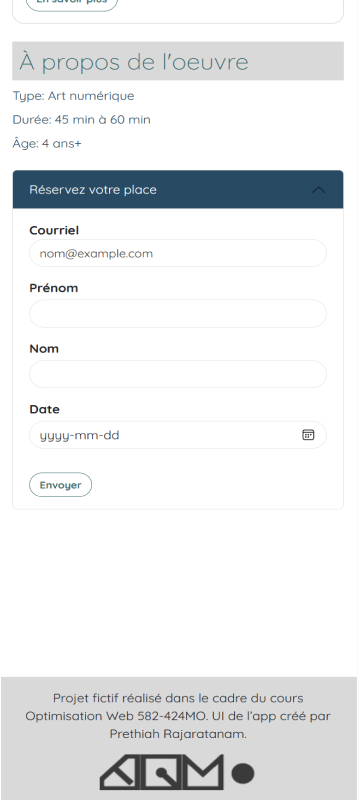 En savoir plus
À propos de l'oeuvre
Type: Art numérique
Durée: 45 min à 60 min
Âge: 4 ans+
Réservez votre place
Courriel
nom@example.com
Prénom
Nom
Date
yyyy-mm-dd
Envoyer
Projet fictif réalisé dans le cadre du cours
Optimisation Web 582-424MO. UI de l'app créé par
Prethiah Rajaratanam.